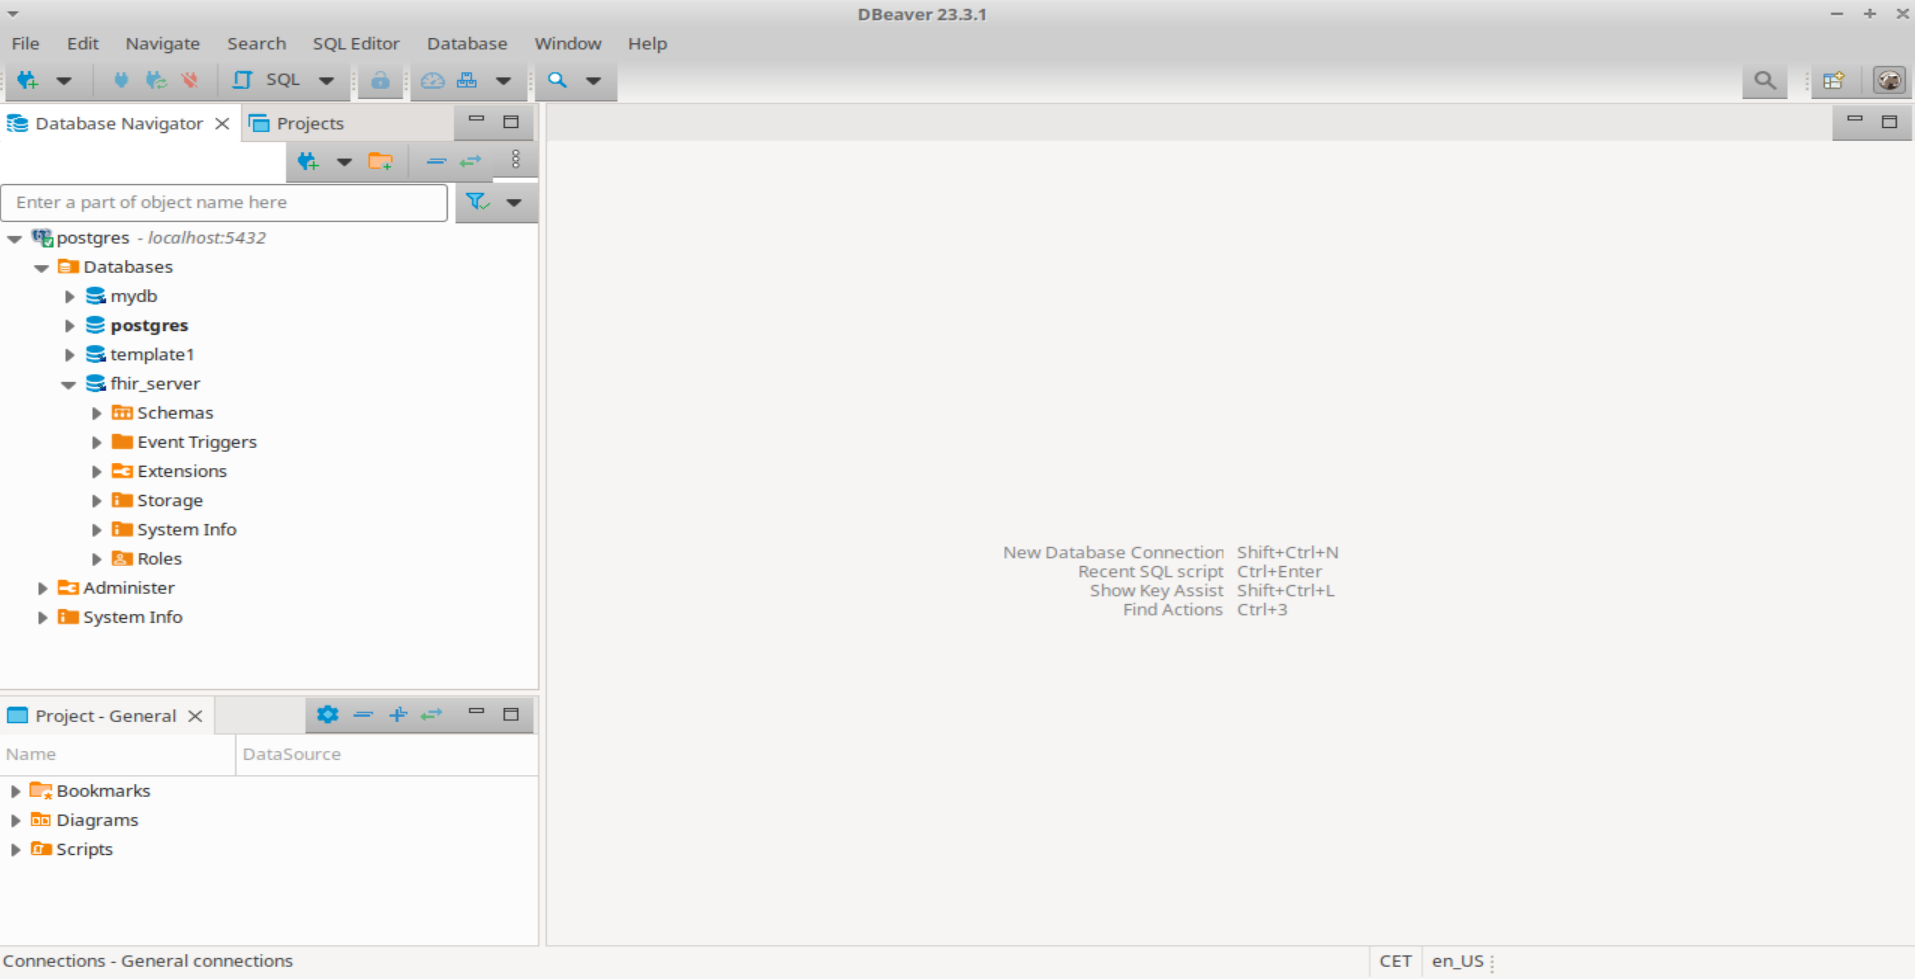 DBeaver 23.3.1
File Edit Navigate Search SQL Editor Database Window Help
SQL
Database Navigator Projects
Enter a part of object name here
postgres - localhost:5432
Databases
mydb
postgres
template1
fhir_server
Schemas
Event Triggers
Extensions
Storage
System Info
Roles
Administer
System Info
New Database Connection Shift+Ctrl+N
Recent SQL script Ctrl+Enter
Show Key Assist Shift+Ctrl+L
Find Actions Ctrl+3
Project - General
Name DataSource
Bookmarks
Diagrams
Scripts
Connections - General connections CET en_US